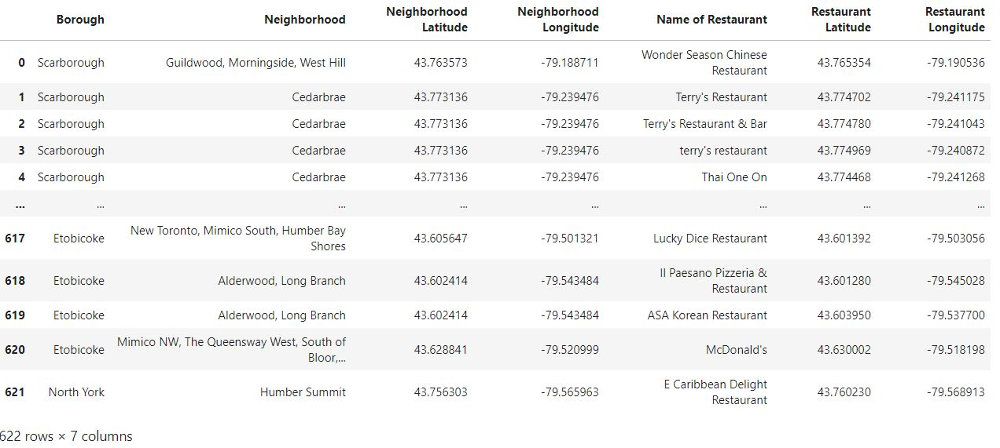 Borough Neighborhood Neighborhood Latitude Neighborhood Longitude Name of Restaurant Restaurant Latitude Restaurant Longitude
0 Scarborough Guildwood, Morningside, West Hill 43.763573 -79.188711 Wonder Season Chinese Restaurant 43.765354 -79.190536
1 Scarborough Cedarbrae 43.773136 -79.239476 Terry's Restaurant 43.774702 -79.241175
2 Scarborough Cedarbrae 43.773136 -79.239476 Terry's Restaurant & Bar 43.774780 -79.241043
3 Scarborough Cedarbrae 43.773136 -79.239476 terry's restaurant 43.774969 -79.240872
4 Scarborough Cedarbrae 43.773136 -79.239476 Thai One On 43.774468 -79.241268
... ... ... ... ... ... ... ...
617 Etobicoke New Toronto, Mimico South, Humber Bay Shores 43.605647 -79.501321 Lucky Dice Restaurant 43.601392 -79.503056
618 Etobicoke Alderwood, Long Branch 43.602414 -79.543484 Il Paesano Pizzeria & Restaurant 43.601280 -79.545028
619 Etobicoke Alderwood, Long Branch 43.602414 -79.543484 ASA Korean Restaurant 43.603950 -79.537700
620 Etobicoke Mimico NW, The Queensway West, South of Bloor,... 43.628841 -79.520999 McDonald's 43.630002 -79.518198
621 North York Humber Summit 43.756303 -79.565963 E Caribbean Delight Restaurant 43.760230 -79.568913
622 rows × 7 columns